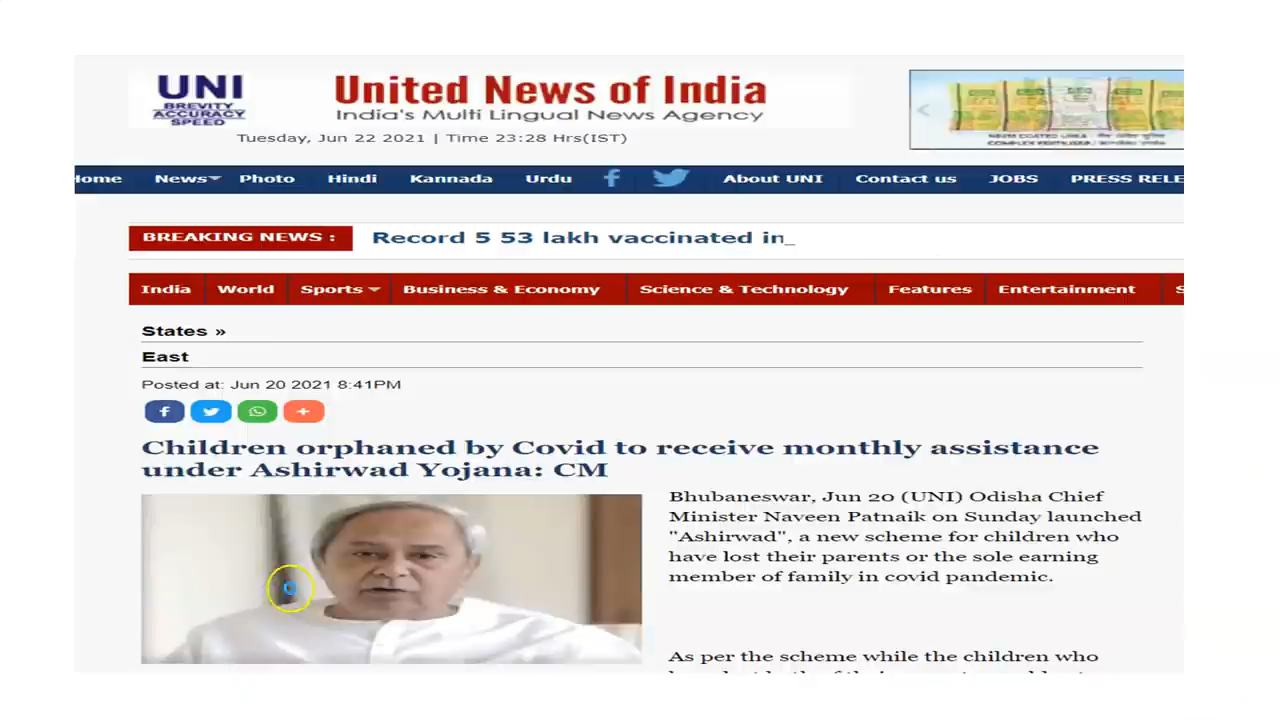 UNI
BREVITY
ACCURACY
SPEED
United News of India
India's Multi Lingual News Agency
Tuesday, Jun 22 2021 | Time 23:28 Hrs(IST)
Home News Photo Hindi Kannada Urdu About UNI Contact us JOBS PRESS RELE
BREAKING NEWS : Record 5 53 lakh vaccinated in_
India World Sports Business & Economy Science & Technology Features Entertainment S
States »
East
Posted at: Jun 20 2021 8:41PM
Children orphaned by Covid to receive monthly assistance
under Ashirwad Yojana: CM
Bhubaneswar, Jun 20 (UNI) Odisha Chief
Minister Naveen Patnaik on Sunday launched
"Ashirwad", a new scheme for children who
have lost their parents or the sole earning
member of family in covid pandemic.
As per the scheme while the children who